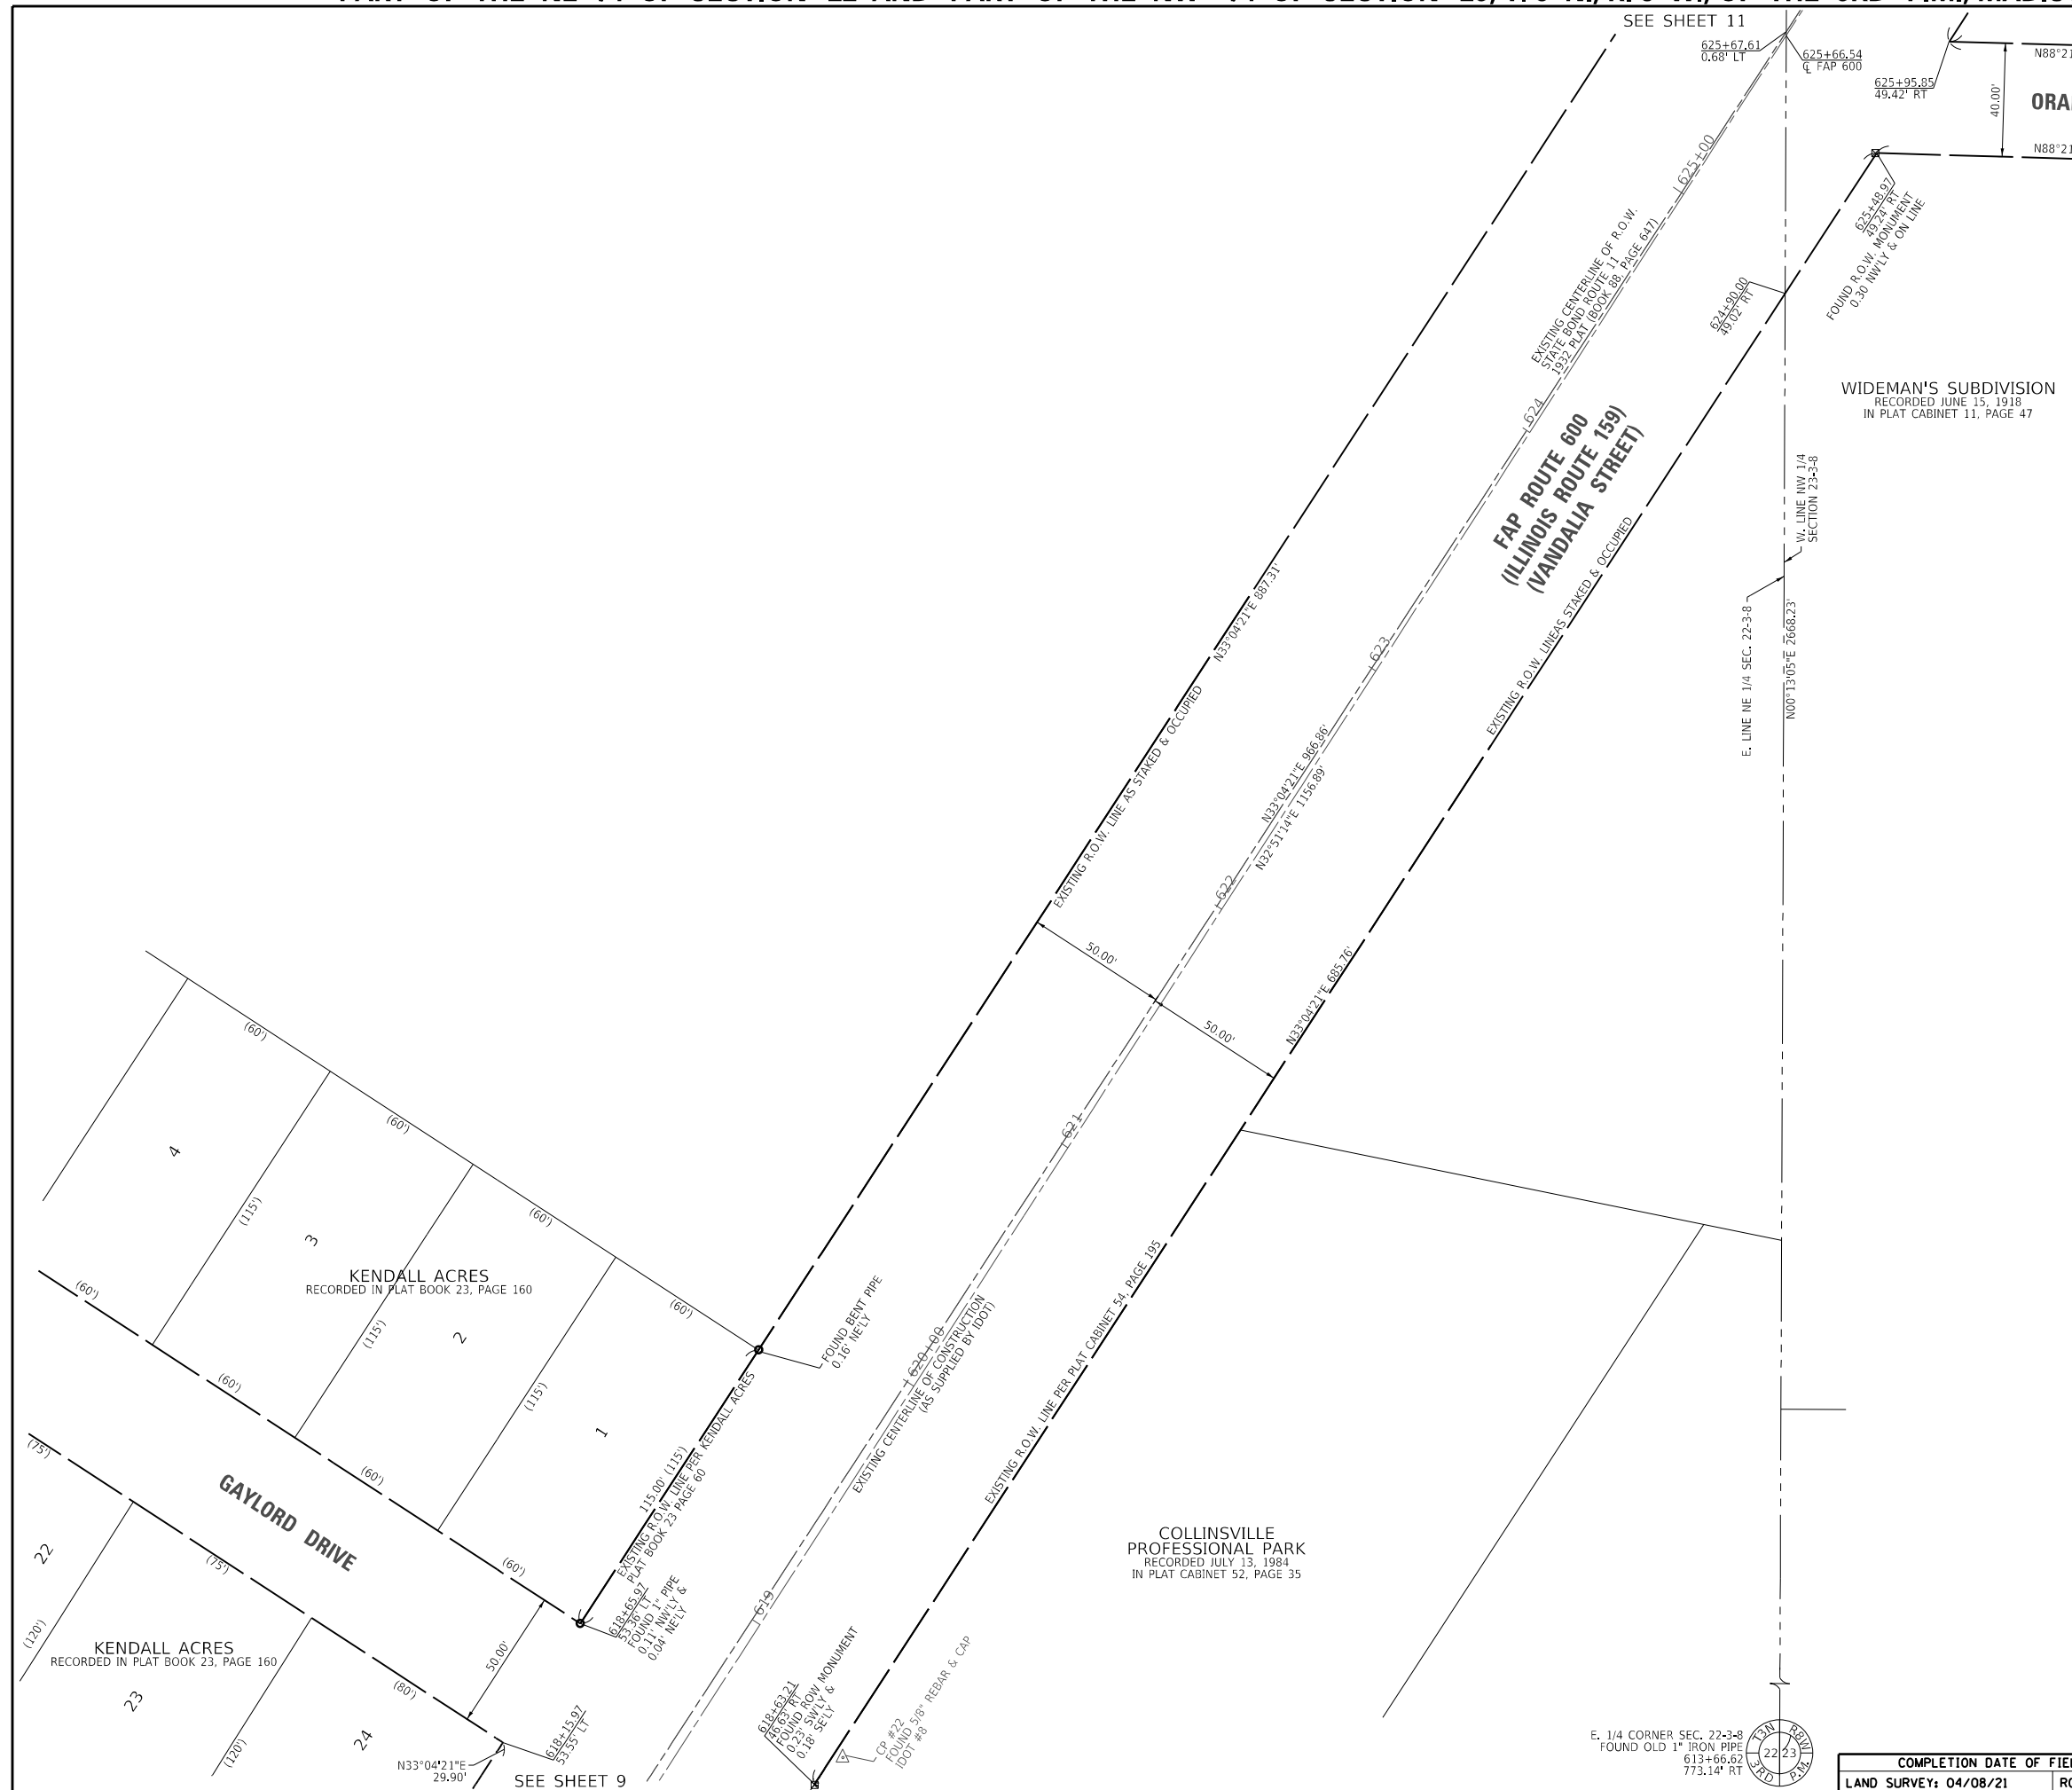 SEE SHEET 11
625+67.61
0.68' LT
625+66.54
℄ FAP 600
625+95.85
49.42' RT
N88°21
40.00'
ORA
N88°21
625+00
625+48.97
49.24' RT
FOUND R.O.W. MONUMENT
0.30 NW'LY & ON LINE
EXISTING CENTERLINE OF R.O.W.
STATE BOND ROUTE 11
1932 PLAT (BOOK 88, PAGE 647)
624+90.00
49.02' RT
WIDEMAN'S SUBDIVISION
RECORDED JUNE 15, 1918
IN PLAT CABINET 11, PAGE 47
624
FAP ROUTE 600
(ILLINOIS ROUTE 159)
(VANDALIA STREET)
W. LINE NW 1/4
SECTION 23-3-8
E. LINE NE 1/4 SEC. 22-3-8
N00°13'05"E 2668.23'
N33°04'21"E 887.31'
EXISTING R.O.W. LINE AS STAKED & OCCUPIED
EXISTING R.O.W. LINEAS STAKED & OCCUPIED
623
N33°04'21"E 966.86'
N32°51'14"E 1156.89'
622
50.00'
50.00'
N33°04'21"E 685.76'
621
(60')
(60')
(60')
(60')
4
3
2
1
(115')
(115')
(115')
KENDALL ACRES
RECORDED IN PLAT BOOK 23, PAGE 160
(60')
(60')
(60')
(60')
FOUND BENT PIPE
0.16' NE'LY
620+00
EXISTING CENTERLINE OF CONSTRUCTION
(AS SUPPLIED BY IDOT)
EXISTING R.O.W. LINE PER PLAT CABINET 54, PAGE 195
115.00' (115')
EXISTING R.O.W. LINE PER KENDALL ACRES
PLAT BOOK 23 PAGE 60
618+65.97
53.36' LT
FOUND 1" PIPE
0.11' NW'LY &
0.04' NE'LY
GAYLORD DRIVE
(75')
(75')
(80')
22
23
24
(120')
(120')
50.00'
KENDALL ACRES
RECORDED IN PLAT BOOK 23, PAGE 160
COLLINSVILLE
PROFESSIONAL PARK
RECORDED JULY 13, 1984
IN PLAT CABINET 52, PAGE 35
619
618+63.21
46.63' RT
FOUND ROW MONUMENT
0.23' SW'LY &
0.18' SE'LY
CP #22
FOUND 5/8" REBAR & CAP
IDOT #8
618+15.97
53.55' LT
N33°04'21"E
29.90'
SEE SHEET 9
E. 1/4 CORNER SEC. 22-3-8
FOUND OLD 1" IRON PIPE
613+66.62
773.14' RT
T3N R8W
22 23
3RD P.M.
COMPLETION DATE OF FIE
LAND SURVEY: 04/08/21
RO